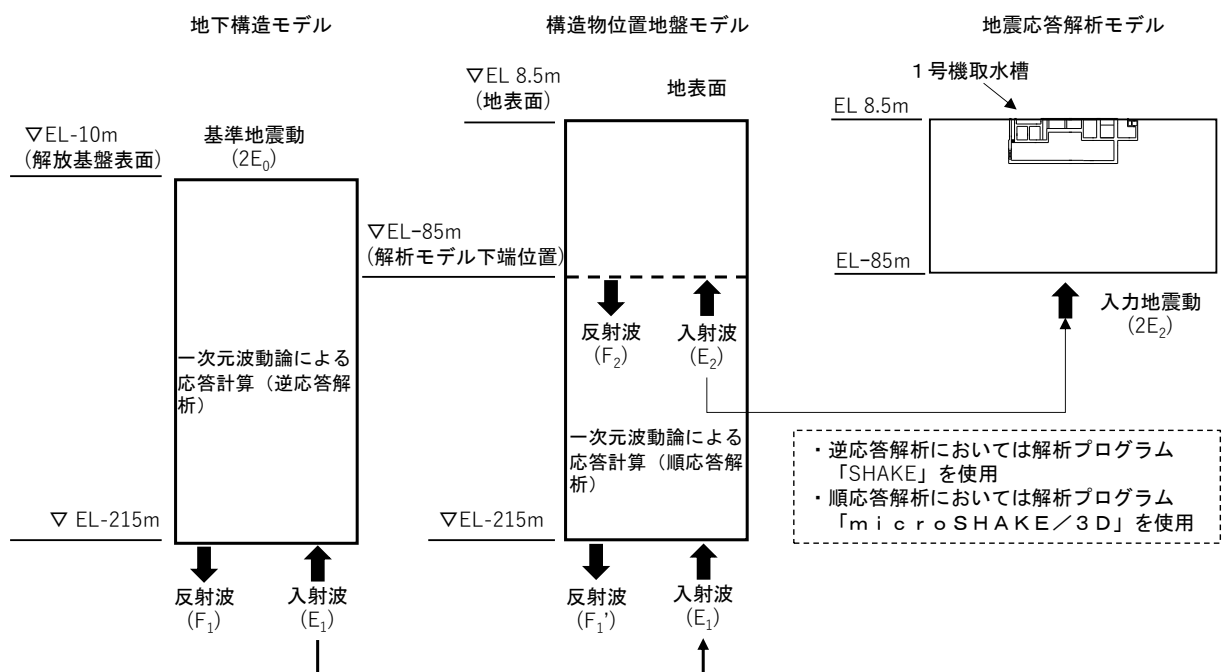 地下構造モデル
▽EL-10m
(解放基盤表面)
基準地震動
(2E₀)
一次元波動論による
応答計算（逆応答解
析）
▽ EL-215m
反射波
(F₁)
入射波
(E₁)
構造物位置地盤モデル
▽EL 8.5m
(地表面)
地表面
▽EL-85m
(解析モデル下端位置)
反射波
(F₂)
入射波
(E₂)
一次元波動論による
応答計算（順応答解
析）
▽EL-215m
反射波
(F₁')
入射波
(E₁)
地震応答解析モデル
１号機取水槽
EL 8.5m
EL-85m
入力地震動
(2E₂)
・逆応答解析においては解析プログラム
「SHAKE」を使用
・順応答解析においては解析プログラム
「ｍｉｃｒｏSHAKE／３Ｄ」を使用